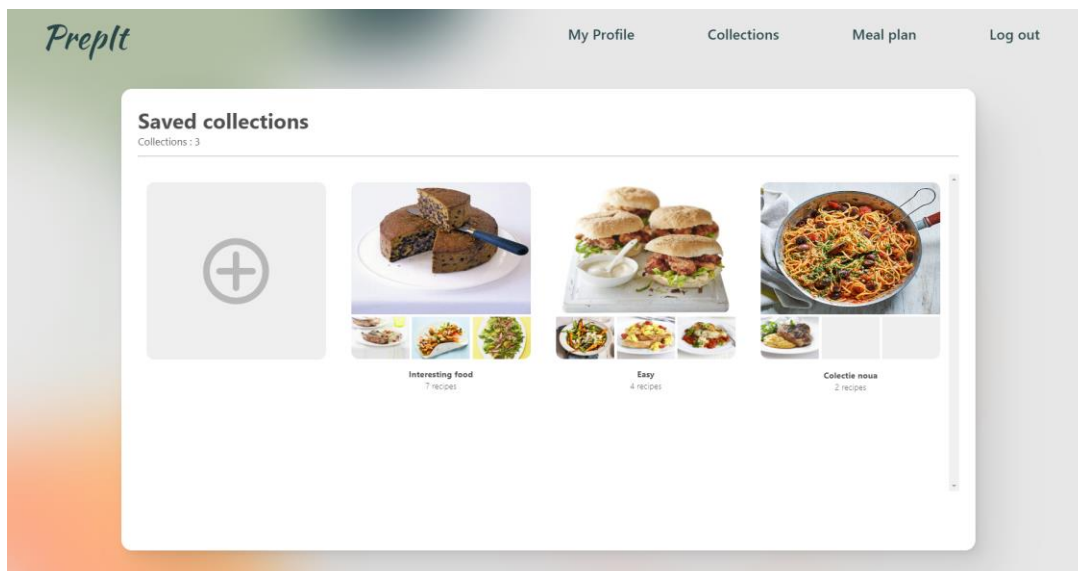 PrepIt
My Profile
Collections
Meal plan
Log out
Saved collections
Collections : 3
Interesting food
7 recipes
Easy
4 recipes
Colectie noua
2 recipes